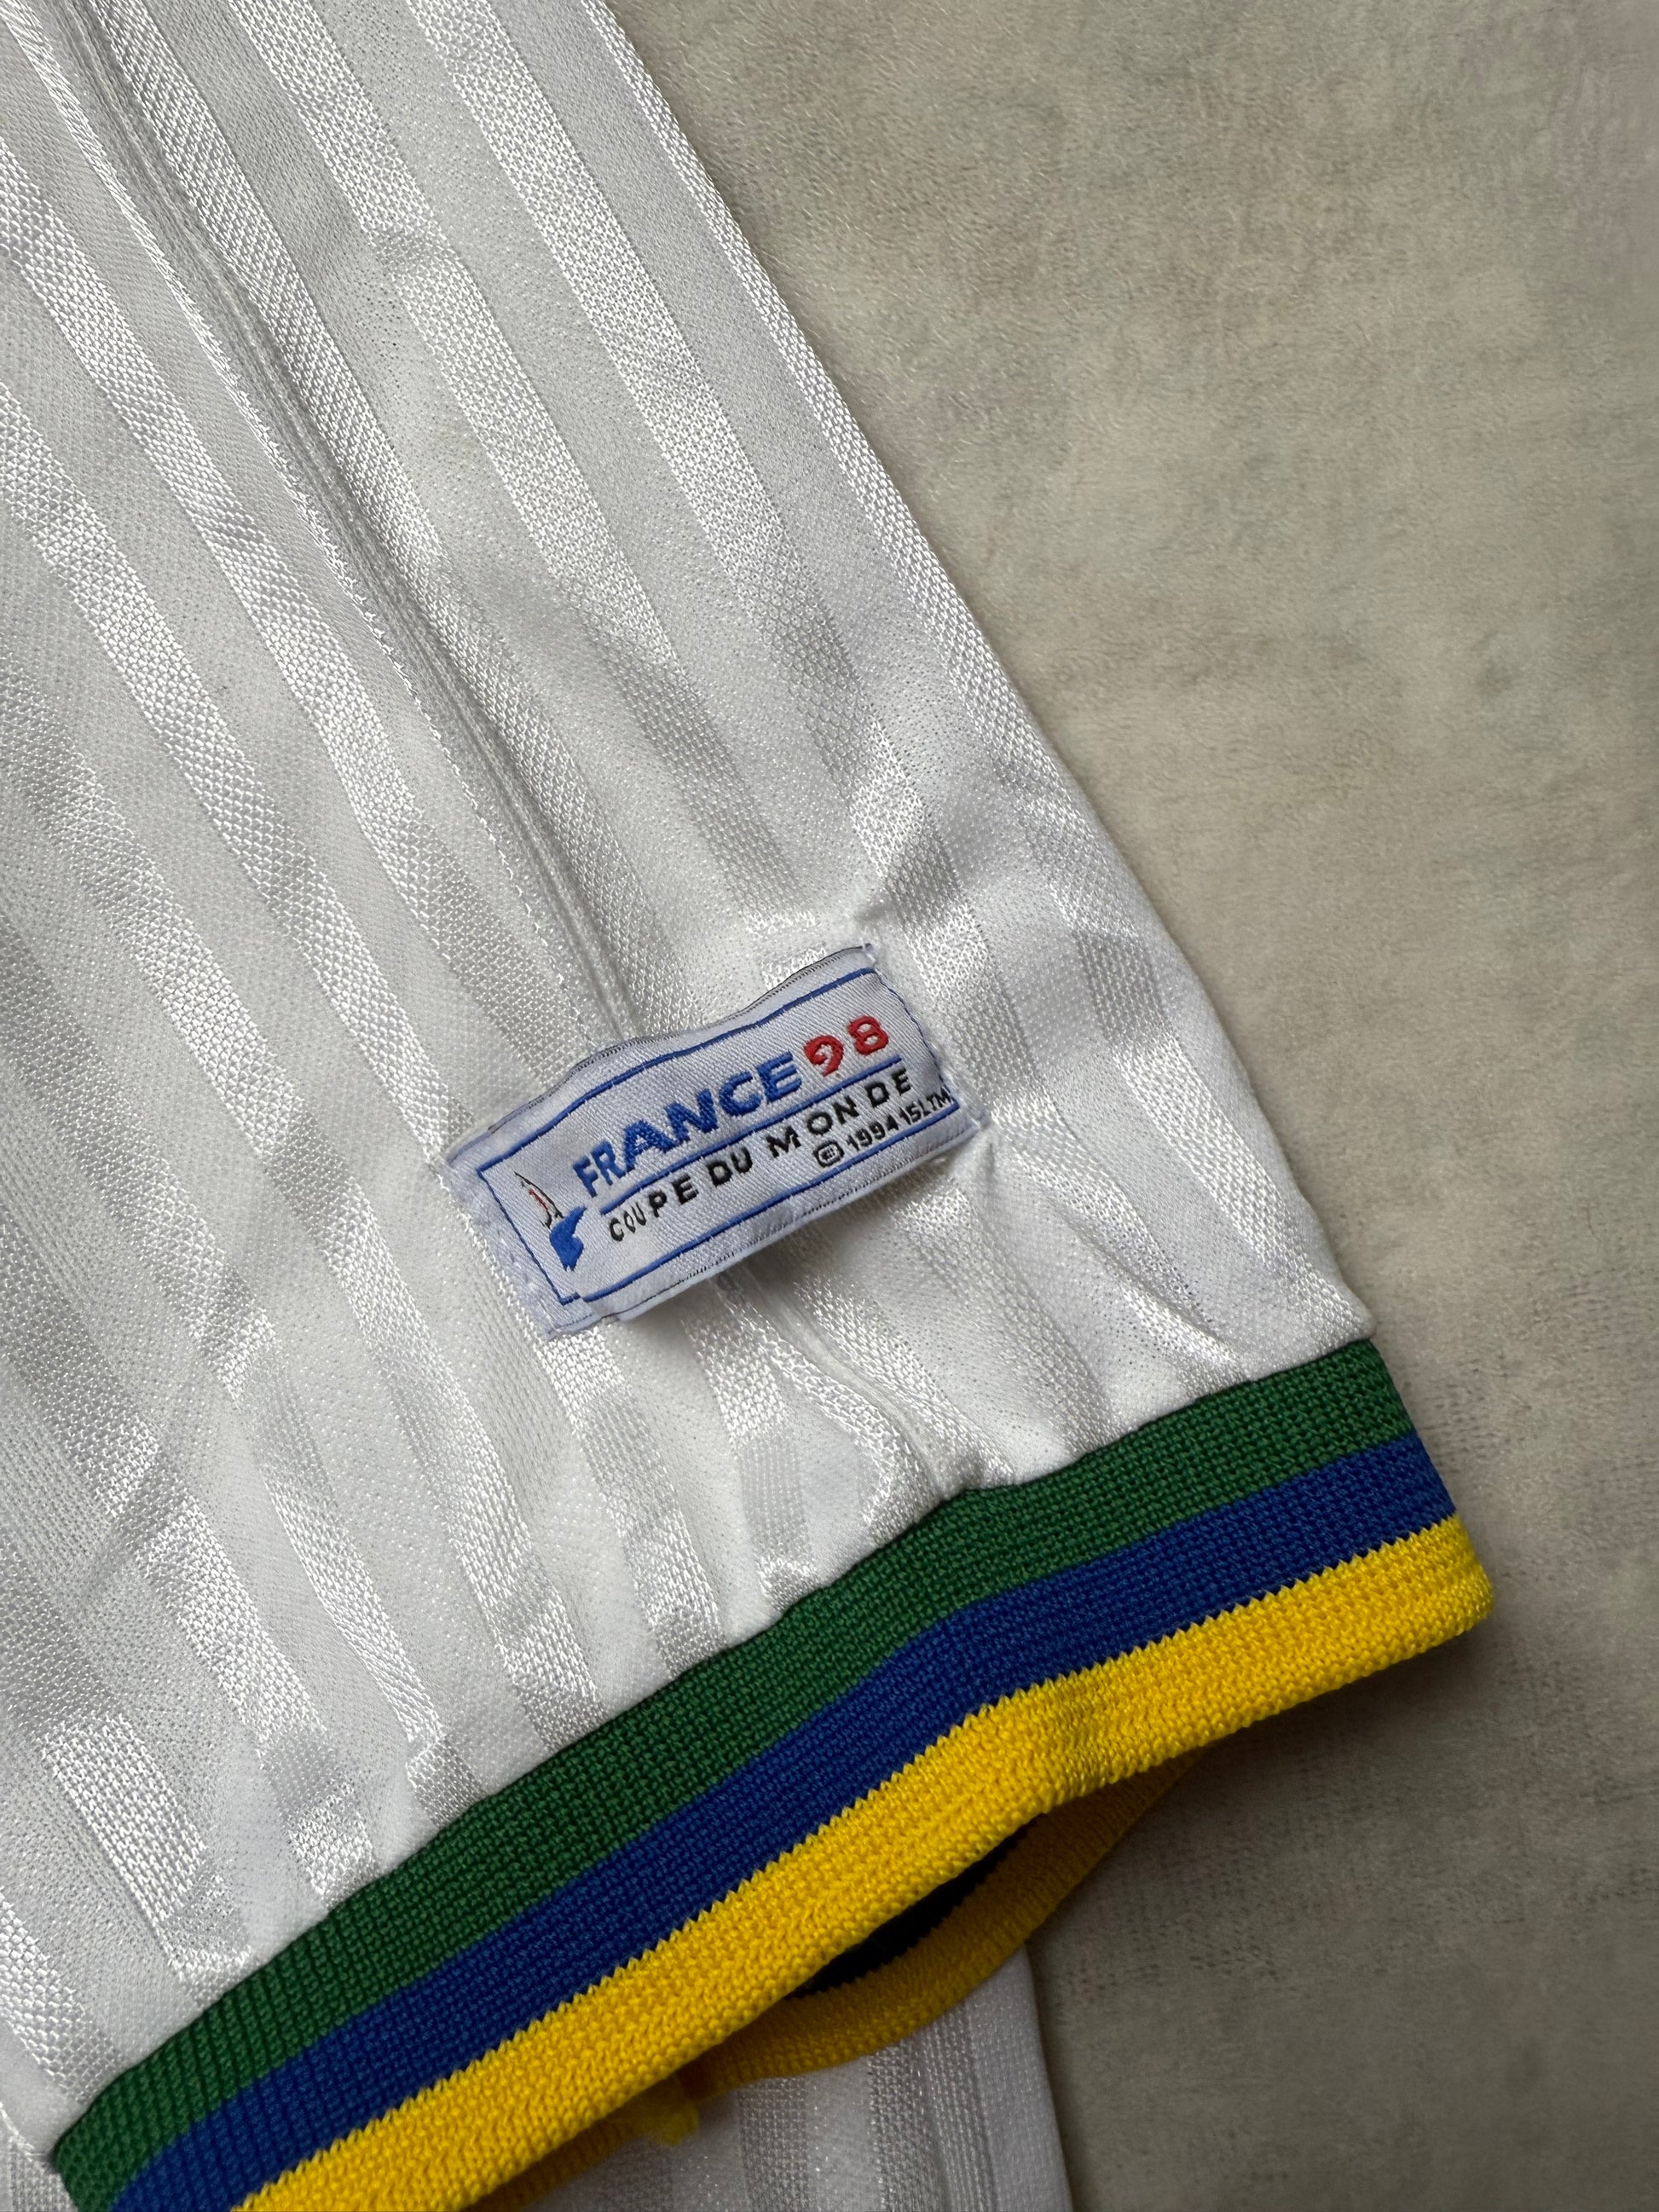 FRANCE 98
COUPE DU MONDE
© 1994 ISL TM